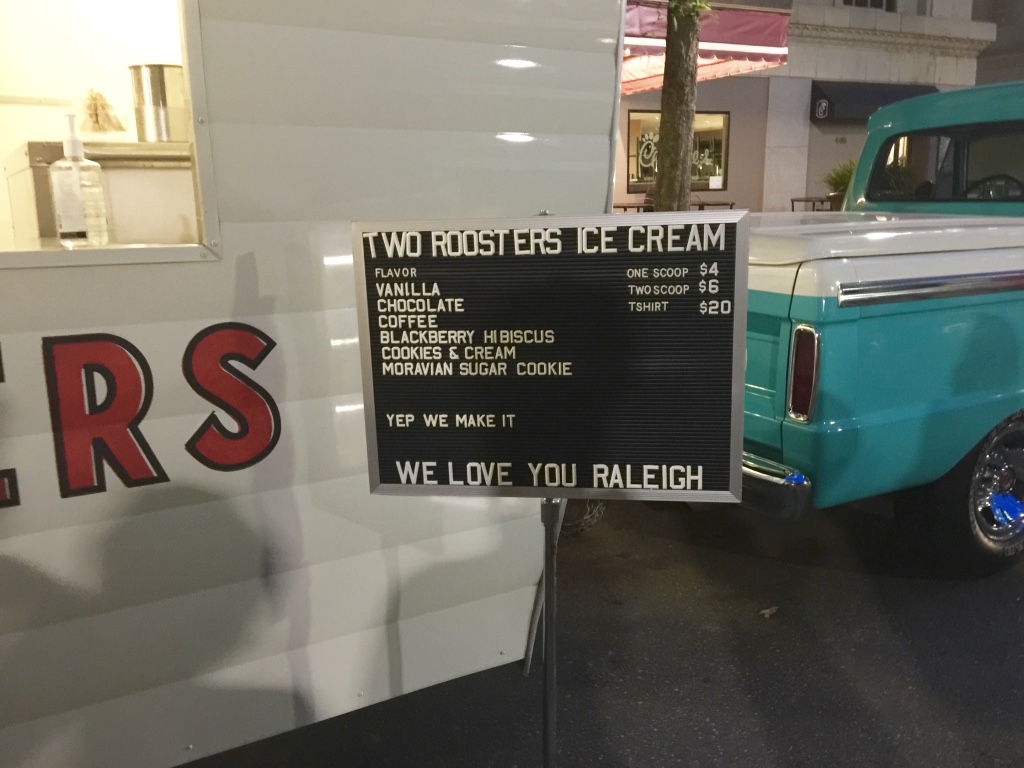 TWO ROOSTERS ICE CREAM
FLAVOR
VANILLA
CHOCOLATE
COFFEE
BLACKBERRY HIBISCUS
COOKIES & CREAM
MORAVIAN SUGAR COOKIE
ONE SCOOP $4
TWO SCOOP $6
TSHIRT $20
YEP WE MAKE IT
WE LOVE YOU RALEIGH
ERS